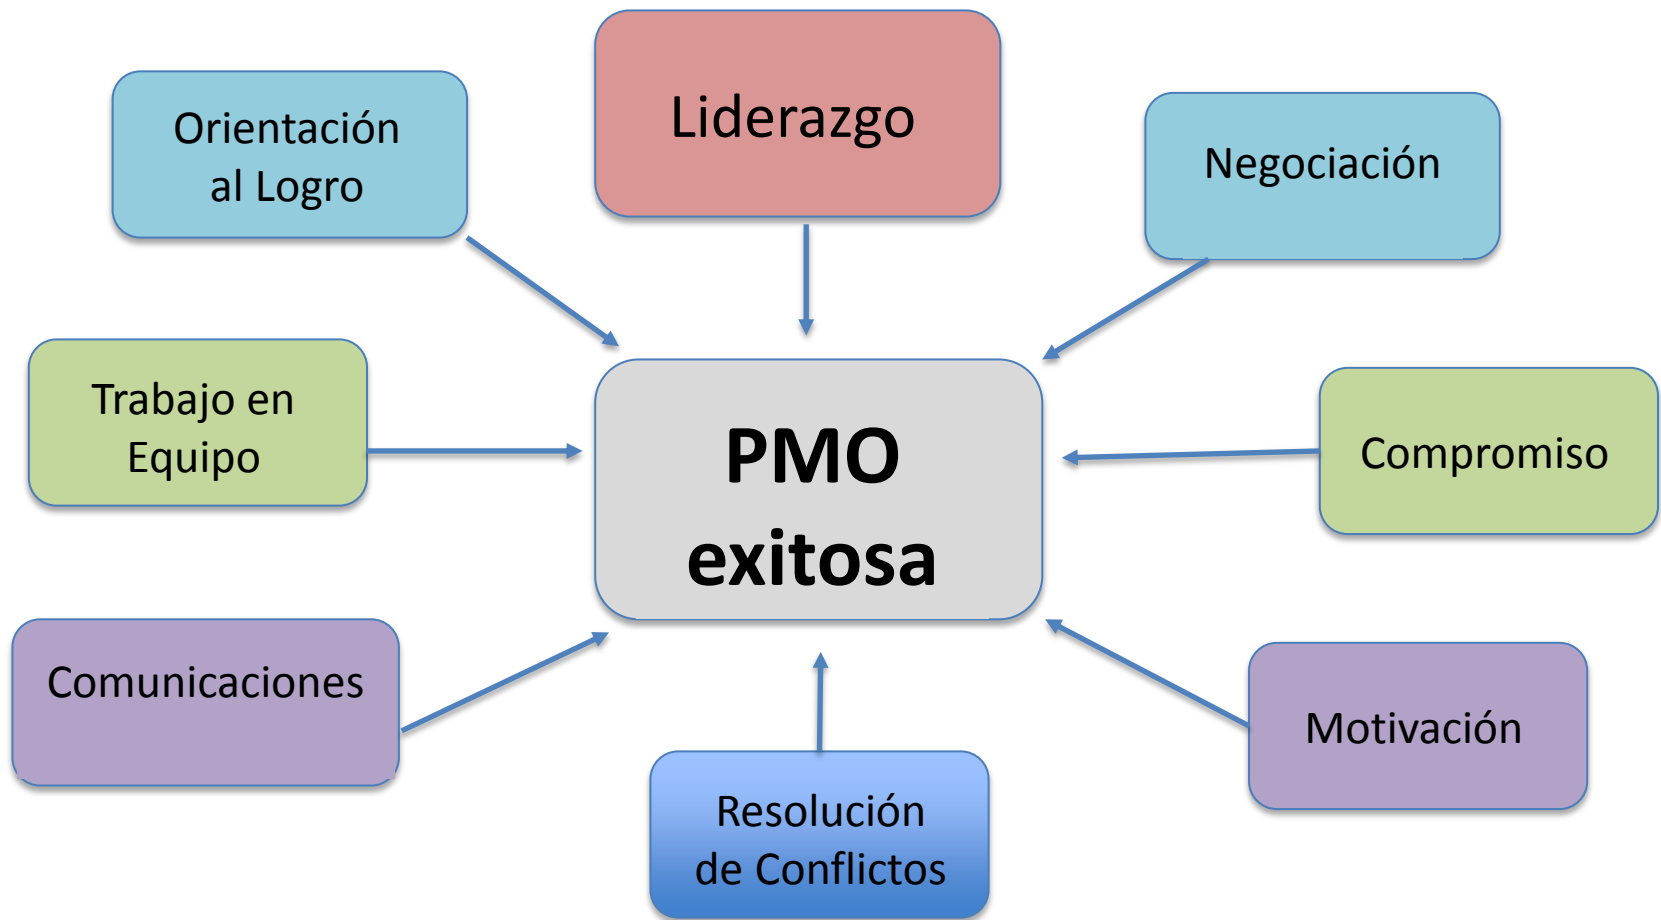 Liderazgo
Orientación
al Logro
Negociación
Trabajo en
Equipo
PMO
exitosa
Compromiso
Comunicaciones
Motivación
Resolución
de Conflictos